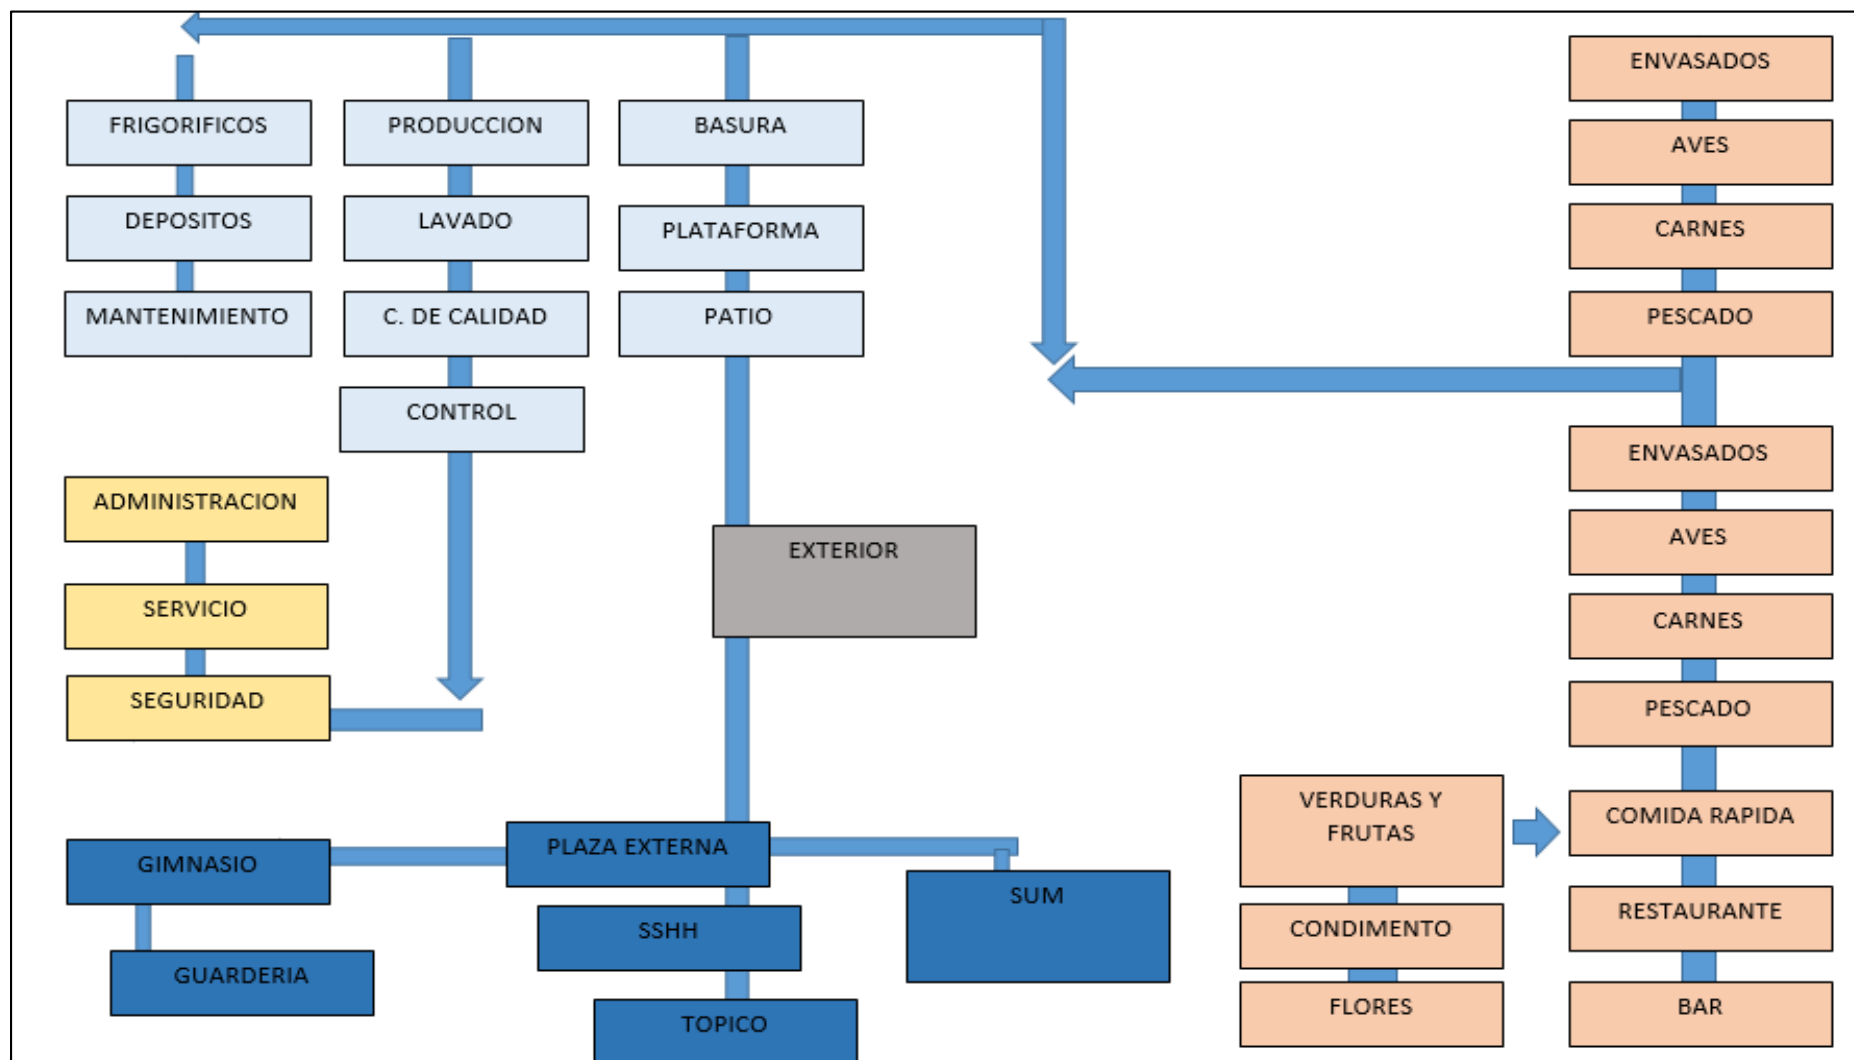 FRIGORIFICOS
DEPOSITOS
MANTENIMIENTO
PRODUCCION
LAVADO
C. DE CALIDAD
CONTROL
BASURA
PLATAFORMA
PATIO
ADMINISTRACION
SERVICIO
SEGURIDAD
EXTERIOR
PLAZA EXTERNA
GIMNASIO
GUARDERIA
SSHH
TOPICO
SUM
VERDURAS Y
FRUTAS
CONDIMENTO
FLORES
ENVASADOS
AVES
CARNES
PESCADO
ENVASADOS
AVES
CARNES
PESCADO
COMIDA RAPIDA
RESTAURANTE
BAR